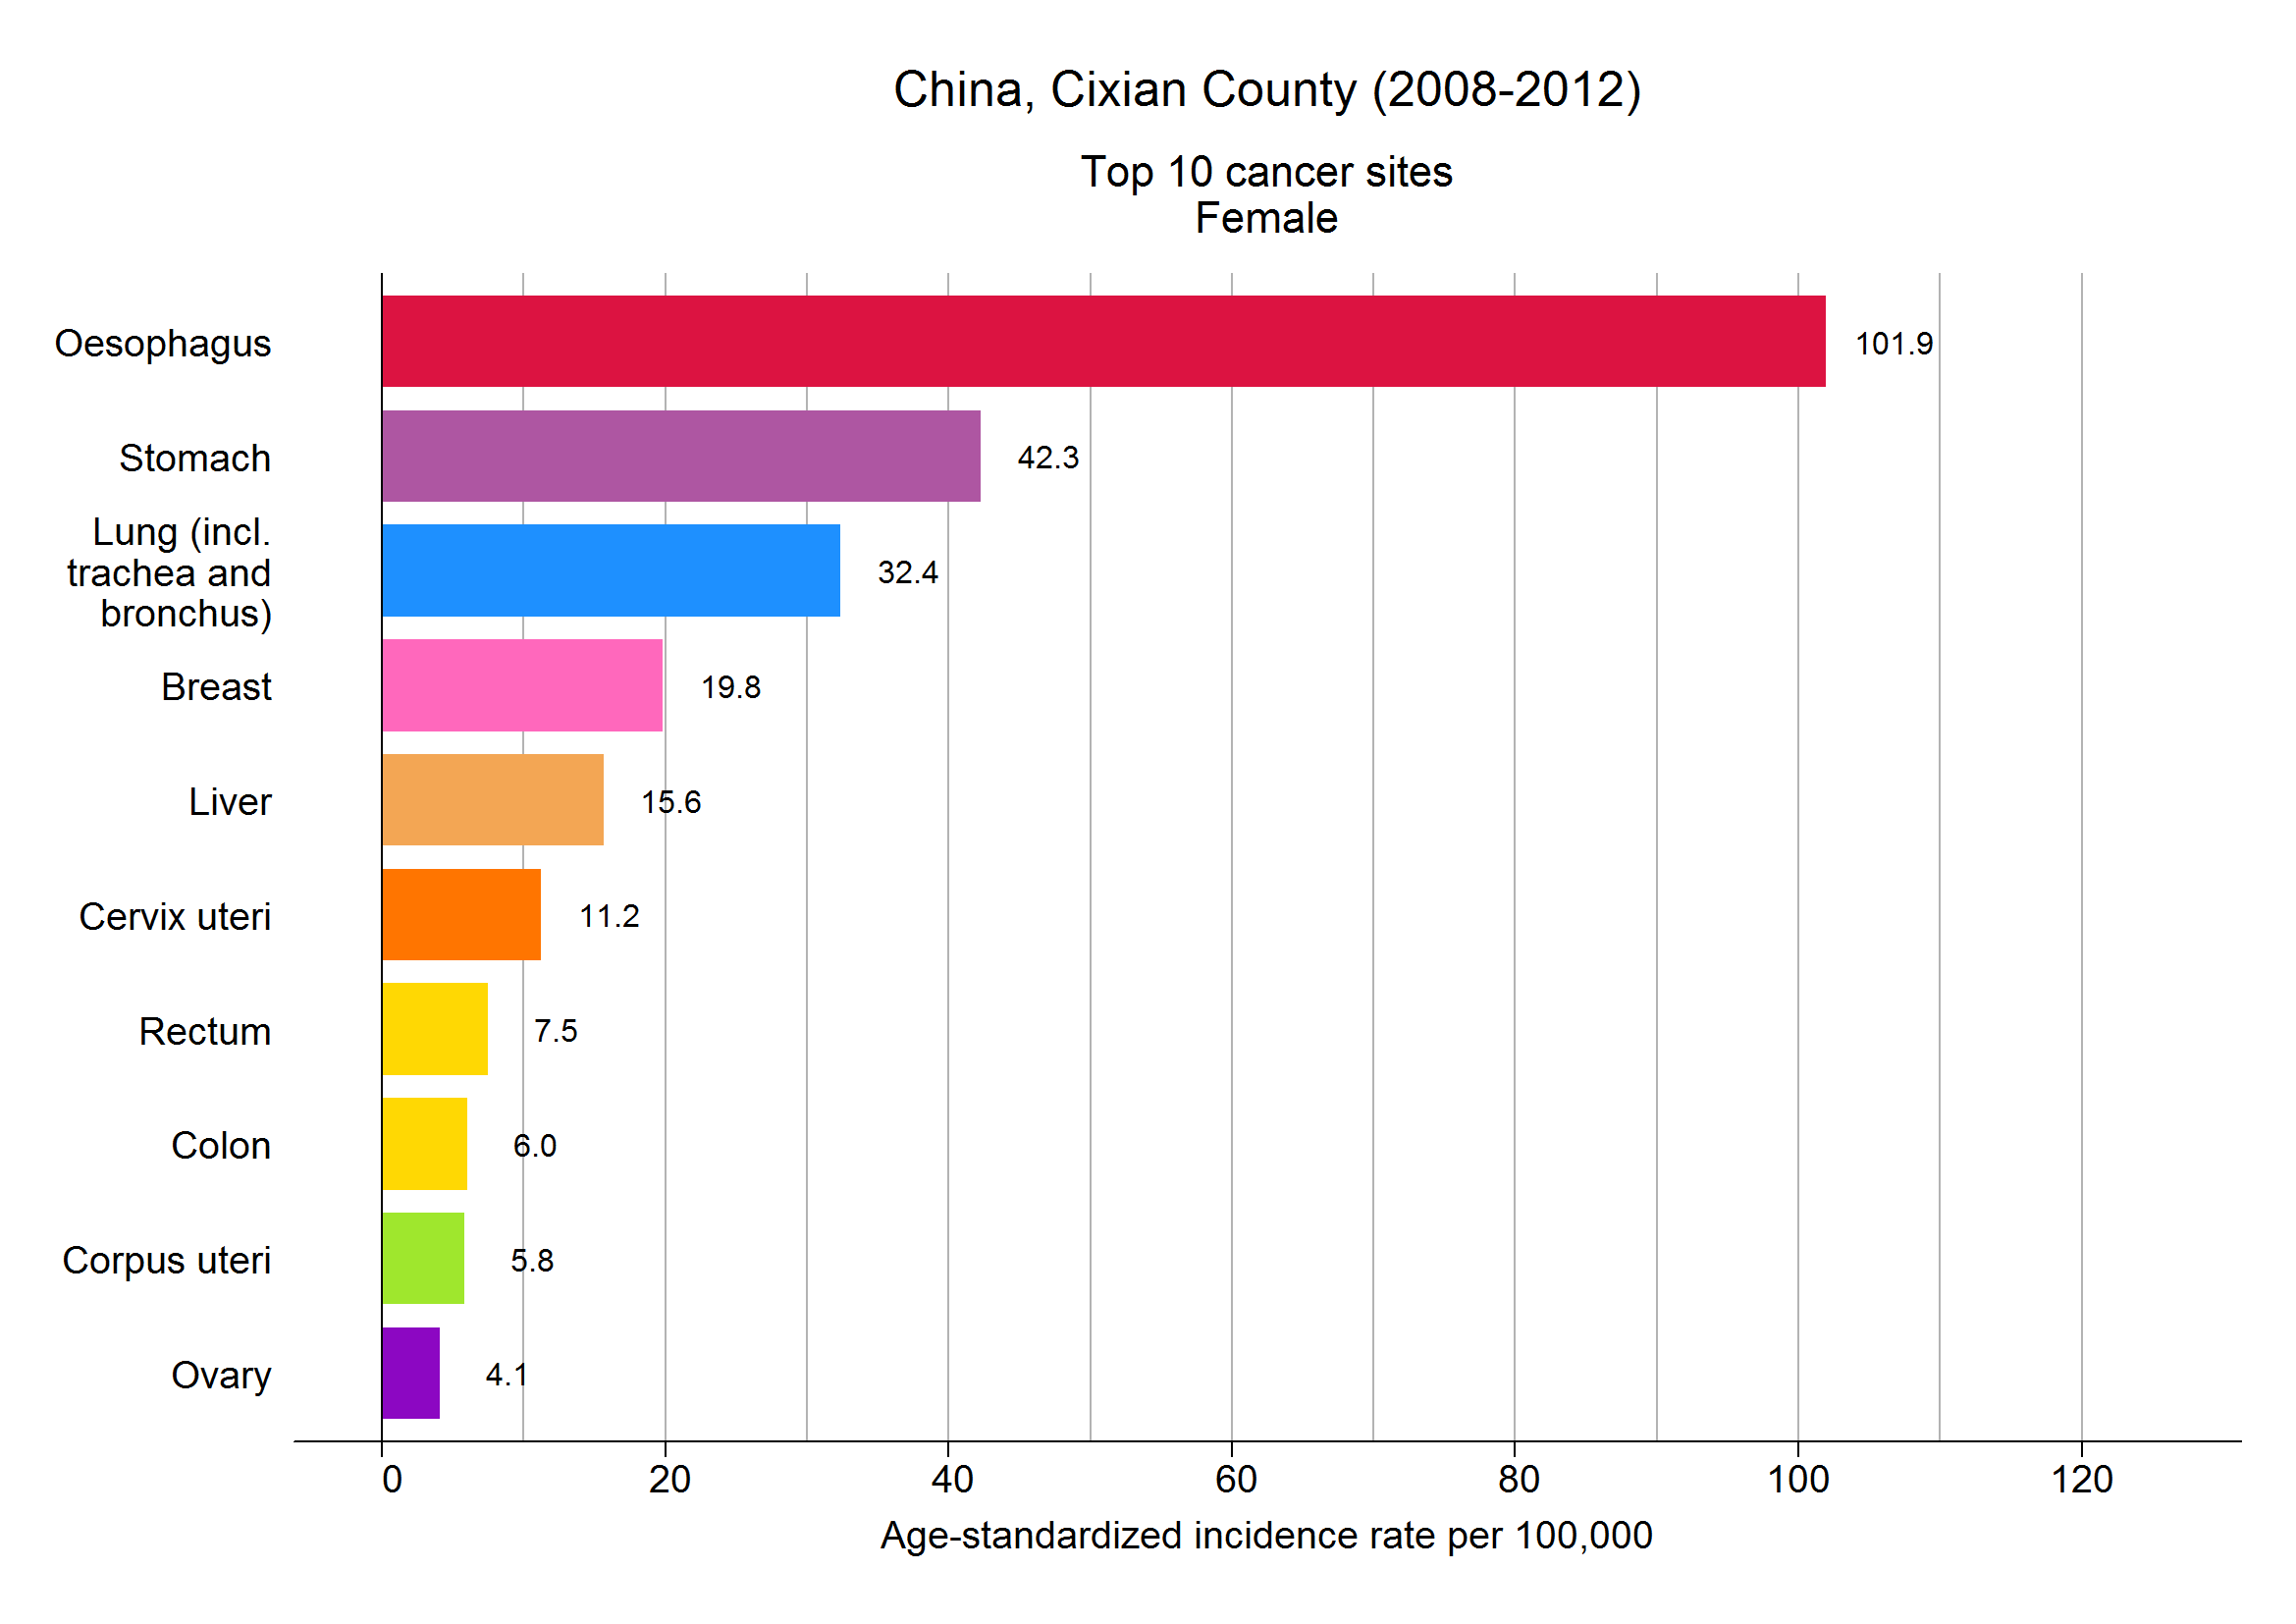 China, Cixian County (2008-2012)
Top 10 cancer sites
Female
Oesophagus
101.9
Stomach
42.3
Lung (incl.
trachea and
bronchus)
32.4
Breast
19.8
Liver
15.6
Cervix uteri
11.2
Rectum
7.5
Colon
6.0
Corpus uteri
5.8
Ovary
4.1
0 20 40 60 80 100 120
Age-standardized incidence rate per 100,000